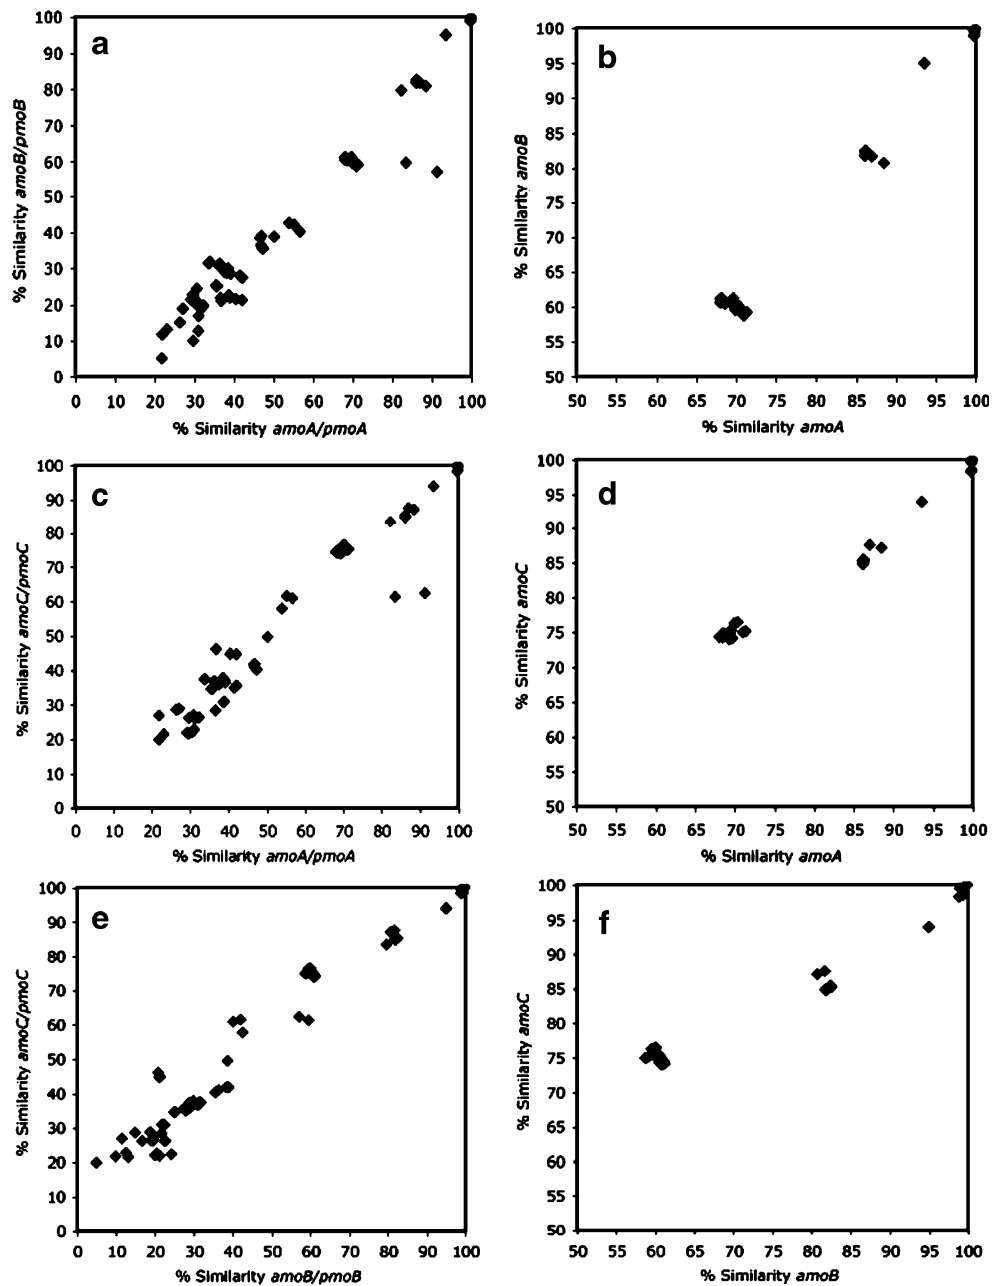 a
100
90
80
70
60
50
40
30
20
10
0
% Similarity amoB/pmoB
0 10 20 30 40 50 60 70 80 90 100
% Similarity amoA/pmoA
b
100
95
90
85
80
75
70
65
60
55
50
% Similarity amoB
50 55 60 65 70 75 80 85 90 95 100
% Similarity amoA
c
100
90
80
70
60
50
40
30
20
10
0
% Similarity amoC/pmoC
0 10 20 30 40 50 60 70 80 90 100
% Similarity amoA/pmoA
d
100
95
90
85
80
75
70
65
60
55
50
% Similarity amoC
50 55 60 65 70 75 80 85 90 95 100
% Similarity amoA
e
100
90
80
70
60
50
40
30
20
10
0
% Similarity amoC/pmoC
0 10 20 30 40 50 60 70 80 90 100
% Similarity amoB/pmoB
f
100
95
90
85
80
75
70
65
60
55
50
% Similarity amoC
50 55 60 65 70 75 80 85 90 95 100
% Similarity amoB